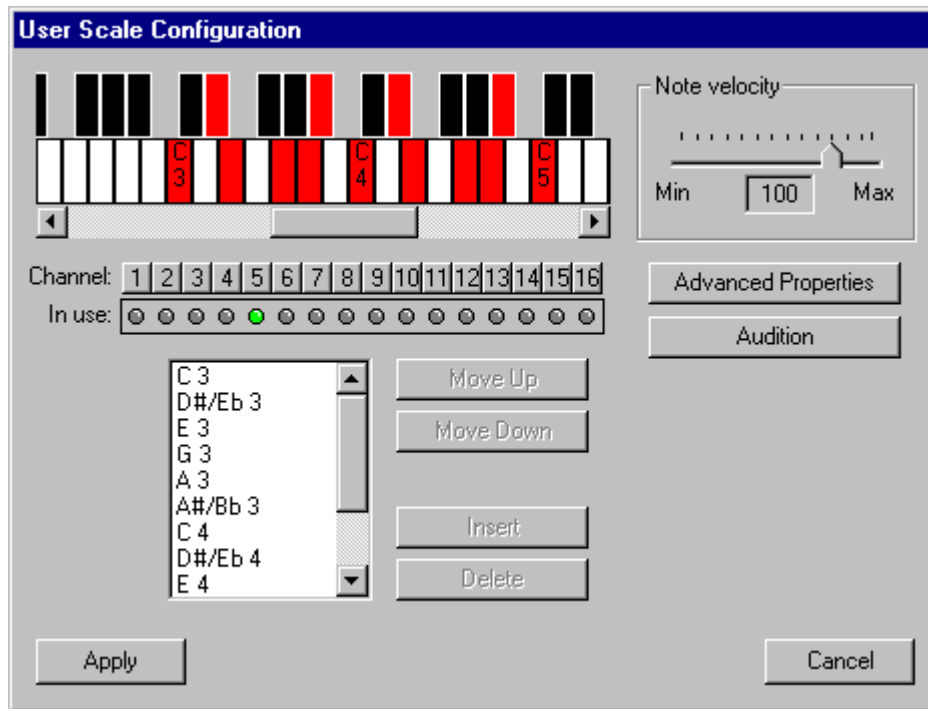 User Scale Configuration
Note velocity
C C C
3 4 5
Min 100 Max
Channel: 1 2 3 4 5 6 7 8 9 10 11 12 13 14 15 16
Advanced Properties
In use:
Audition
C 3
D#/Eb 3
E 3
G 3
A 3
A#/Bb 3
C 4
D#/Eb 4
E 4
Move Up
Move Down
Insert
Delete
Apply
Cancel